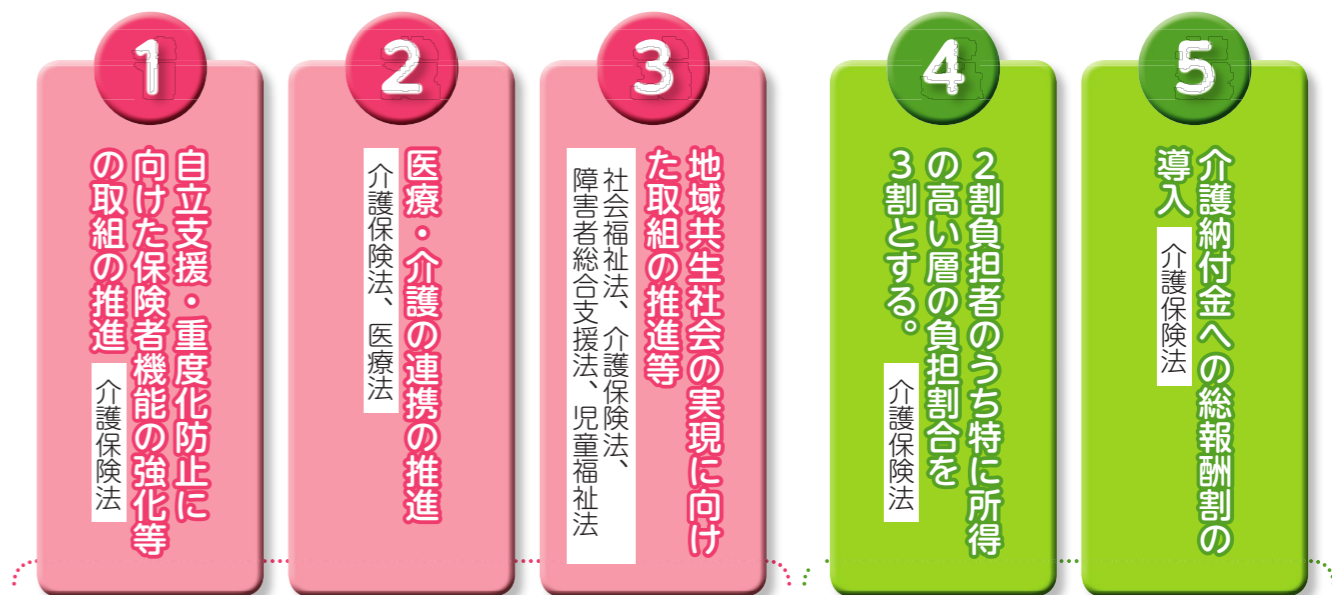 1
自立支援・重度化防止に
向けた保険者機能の強化等
の取組の推進 介護保険法
2
医療・介護の連携の推進
介護保険法、医療法
3
地域共生社会の実現に向け
た取組の推進等
社会福祉法、介護保険法、
障害者総合支援法、児童福祉法
4
2割負担者のうち特に所得
の高い層の負担割合を
3割とする。 介護保険法
5
介護納付金への総報酬割の
導入 介護保険法